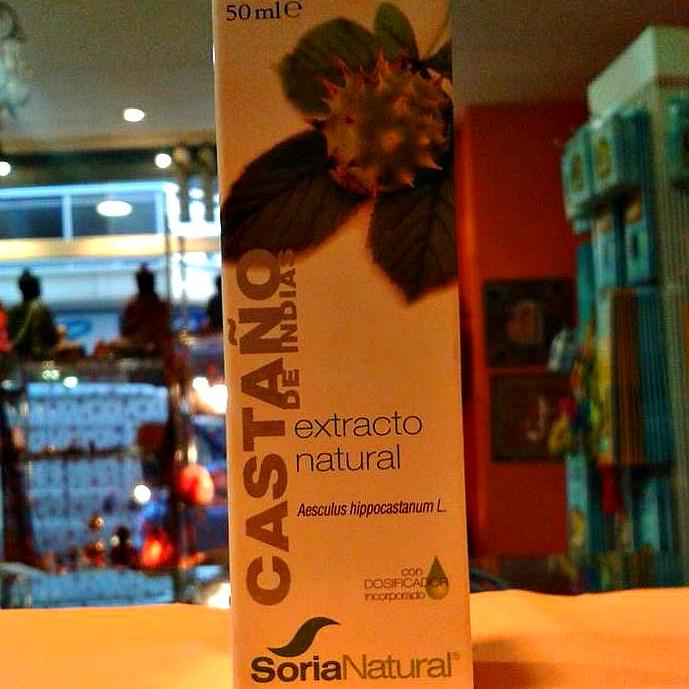 50 ml e
CASTAÑO
DE INDIAS
extracto
natural
Aesculus hippocastanum L.
con
DOSIFICADOR
incorporado
SoriaNatural®